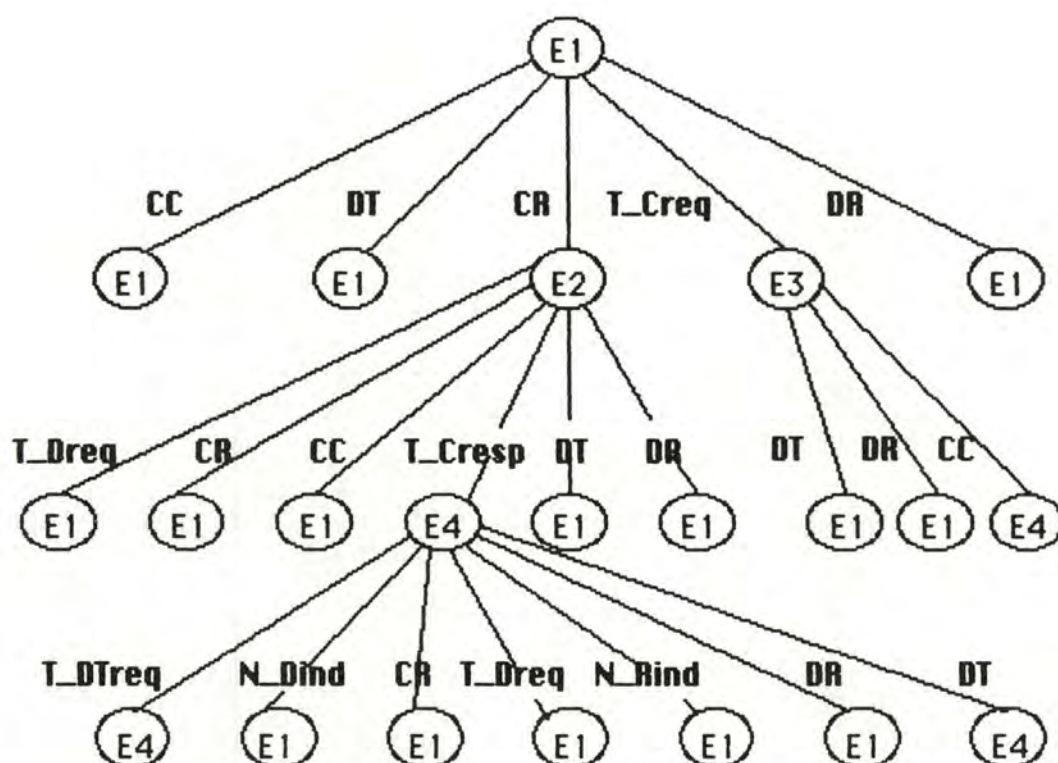 E1
CC DT CR T_Creq DR
E1 E1 E2 E3 E1
T_Dreq CR CC T_Cresp DT DR DT DR CC
E1 E1 E1 E4 E1 E1 E1 E1 E4
T_DTreq N_Dind CR T_Dreq N_Rind DR DT
E4 E1 E1 E1 E1 E1 E4